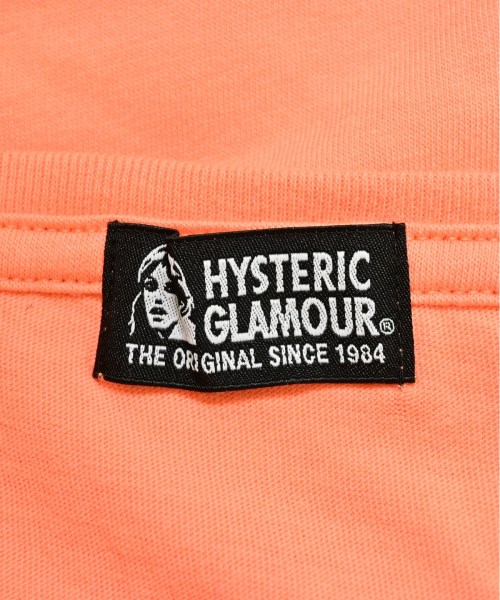 HYSTERIC
GLAMOUR®
THE ORIGINAL SINCE 1984